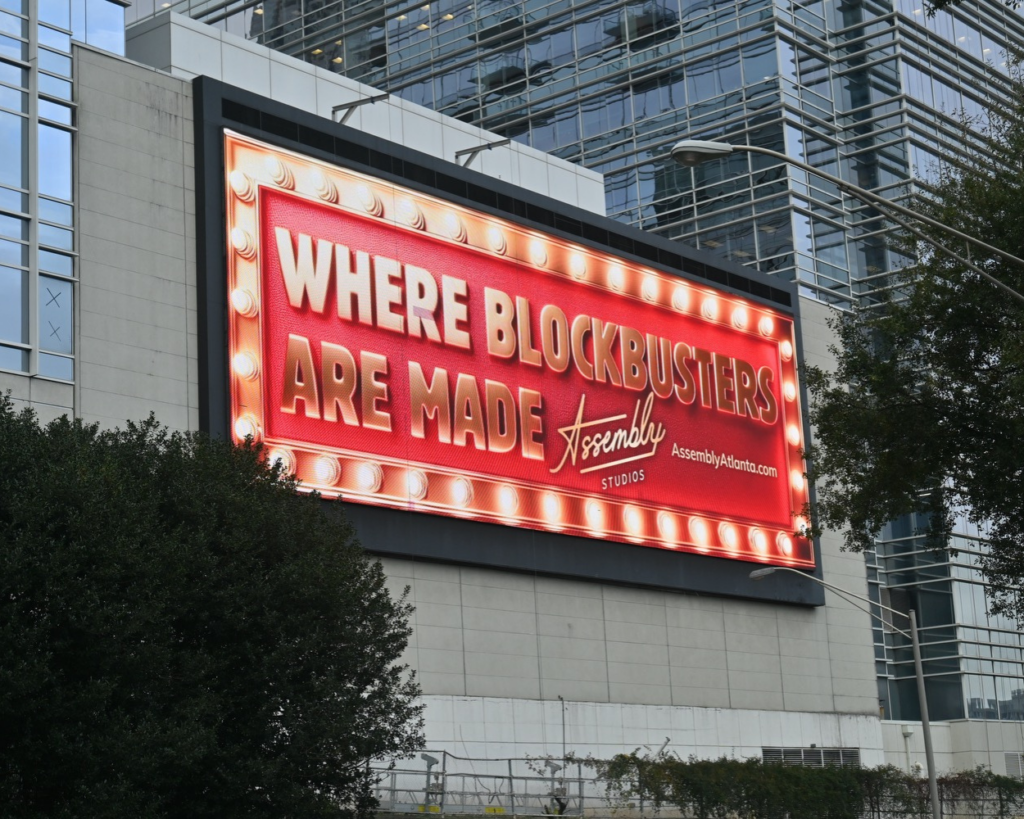 WHERE BLOCKBUSTERS
ARE MADE
Assembly
STUDIOS
AssemblyAtlanta.com